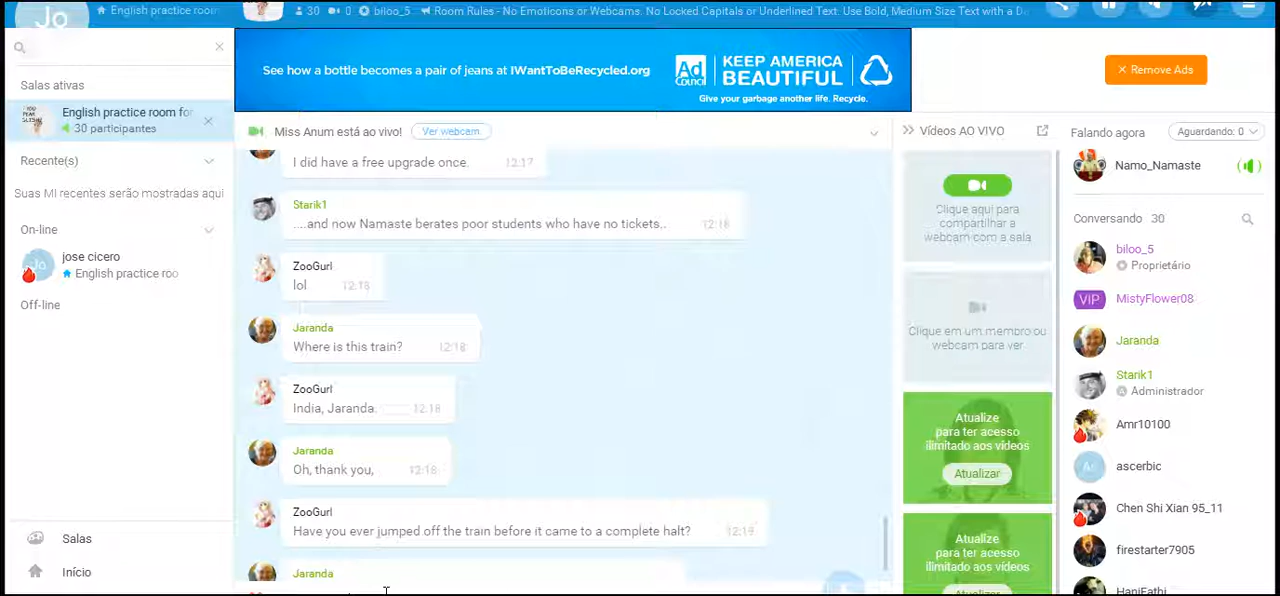 Jo
English practice room
30
0
biloo_5
Room Rules - No Emoticons or Webcams. No Locked Capitals or Underlined Text. Use Bold, Medium Size Text with a Da
Salas ativas
English practice room for
30 participantes
Recente(s)
Suas MI recentes serão mostradas aqui
On-line
Jo
jose cicero
English practice roo
Off-line
Salas
Início
See how a bottle becomes a pair of jeans at IWantToBeRecycled.org
Ad
COUNCIL
KEEP AMERICA
BEAUTIFUL
Give your garbage another life. Recycle.
× Remove Ads
Miss Anum está ao vivo!
Ver webcam
I did have a free upgrade once. 12:17
Starik1
....and now Namaste berates poor students who have no tickets.. 12:18
ZooGurl
lol 12:18
Jaranda
Where is this train? 12:18
ZooGurl
India, Jaranda. 12:18
Jaranda
Oh, thank you, 12:18
ZooGurl
Have you ever jumped off the train before it came to a complete halt? 12:19
Jaranda
Vídeos AO VIVO
Clique aqui para
compartilhar a
webcam com a sala
Clique em um membro ou
webcam para ver
Atualize
para ter acesso
ilimitado aos vídeos
Atualizar
Atualize
para ter acesso
ilimitado aos vídeos
Atualizar
Falando agora
Aguardando: 0
Namo_Namaste
Conversando 30
biloo_5
Proprietário
VIP MistyFlower08
Jaranda
Starik1
Administrador
Amr10100
As ascerbic
Chen Shi Xian 95_11
firestarter7905
HaniFathi